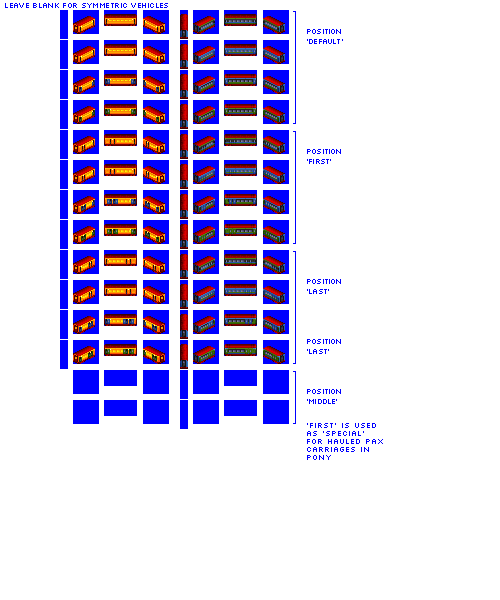 LEAVE BLANK FOR SYMMETRIC VEHICLES
POSITION
'DEFAULT'
POSITION
'FIRST'
POSITION
'LAST'
POSITION
'LAST'
POSITION
'MIDDLE'
'FIRST' IS USED
AS 'SPECIAL'
FOR HAULED PAX
CARRIAGES IN
PONY